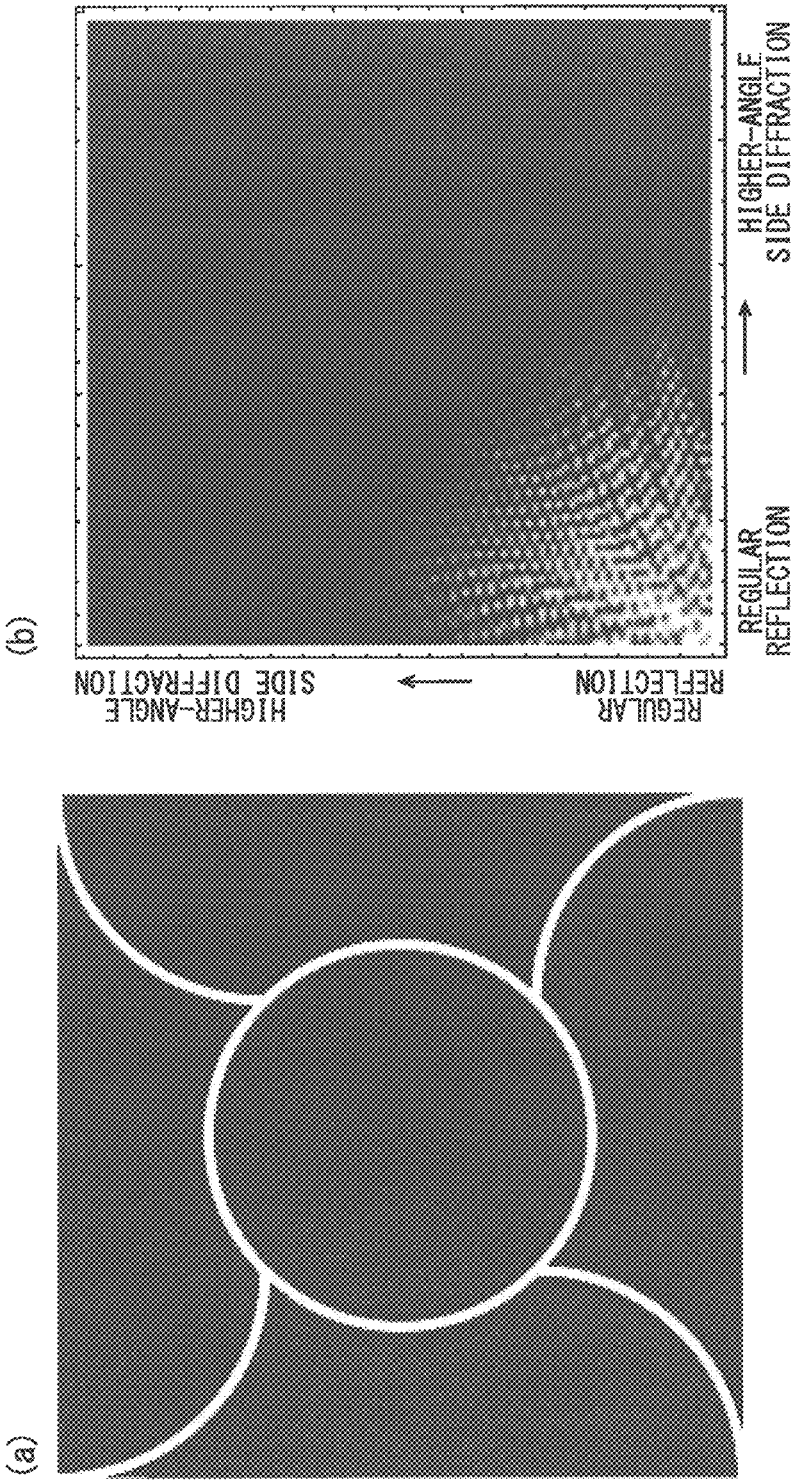 (a)
(b)
HIGHER-ANGLE
SIDE DIFFRACTION
REGULAR
REFLECTION
REGULAR
REFLECTION
HIGHER-ANGLE
SIDE DIFFRACTION